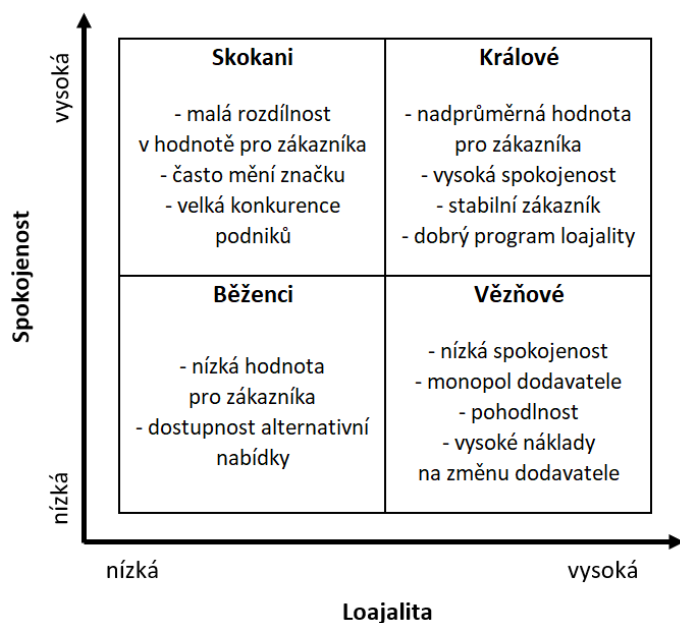 Spokojenost
vysoká
nízká
Skokani
- malá rozdílnost
v hodnotě pro zákazníka
- často mění značku
- velká konkurence
podniků
Králové
- nadprůměrná hodnota
pro zákazníka
- vysoká spokojenost
- stabilní zákazník
- dobrý program loajality
Běženci
- nízká hodnota
pro zákazníka
- dostupnost alternativní
nabídky
Vězňové
- nízká spokojenost
- monopol dodavatele
- pohodlnost
- vysoké náklady
na změnu dodavatele
nízká
vysoká
Loajalita